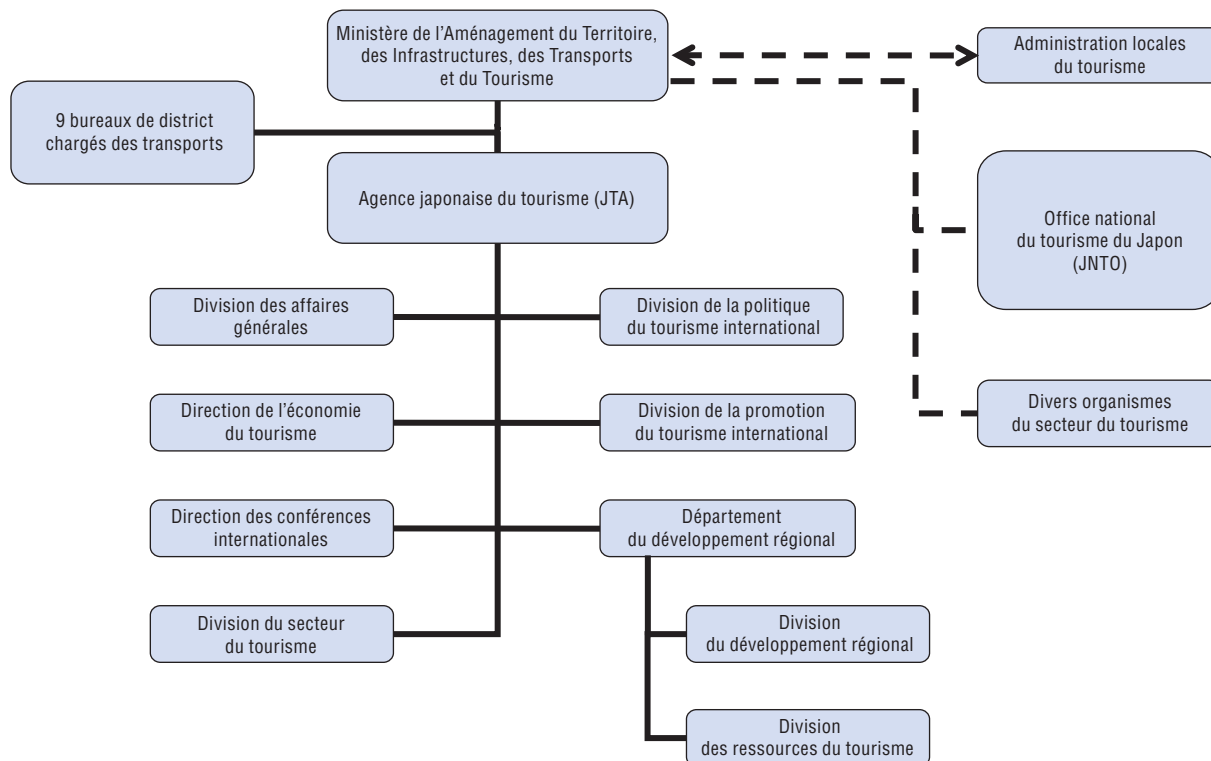 Ministère de l’Aménagement du Territoire,
des Infrastructures, des Transports
et du Tourisme
Administration locales
du tourisme
9 bureaux de district
chargés des transports
Agence japonaise du tourisme (JTA)
Office national
du tourisme du Japon
(JNTO)
Division des affaires
générales
Division de la politique
du tourisme international
Direction de l’économie
du tourisme
Division de la promotion
du tourisme international
Divers organismes
du secteur du tourisme
Direction des conférences
internationales
Département
du développement régional
Division du secteur
du tourisme
Division
du développement régional
Division
des ressources du tourisme